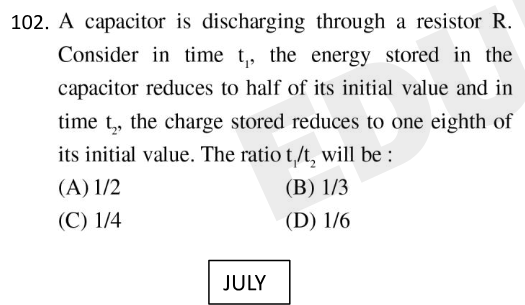 102. A capacitor is discharging through a resistor R.
Consider in time t₁, the energy stored in the
capacitor reduces to half of its initial value and in
time t₂, the charge stored reduces to one eighth of
its initial value. The ratio t₁/t₂ will be :
(A) 1/2 (B) 1/3
(C) 1/4 (D) 1/6
JULY
EDU